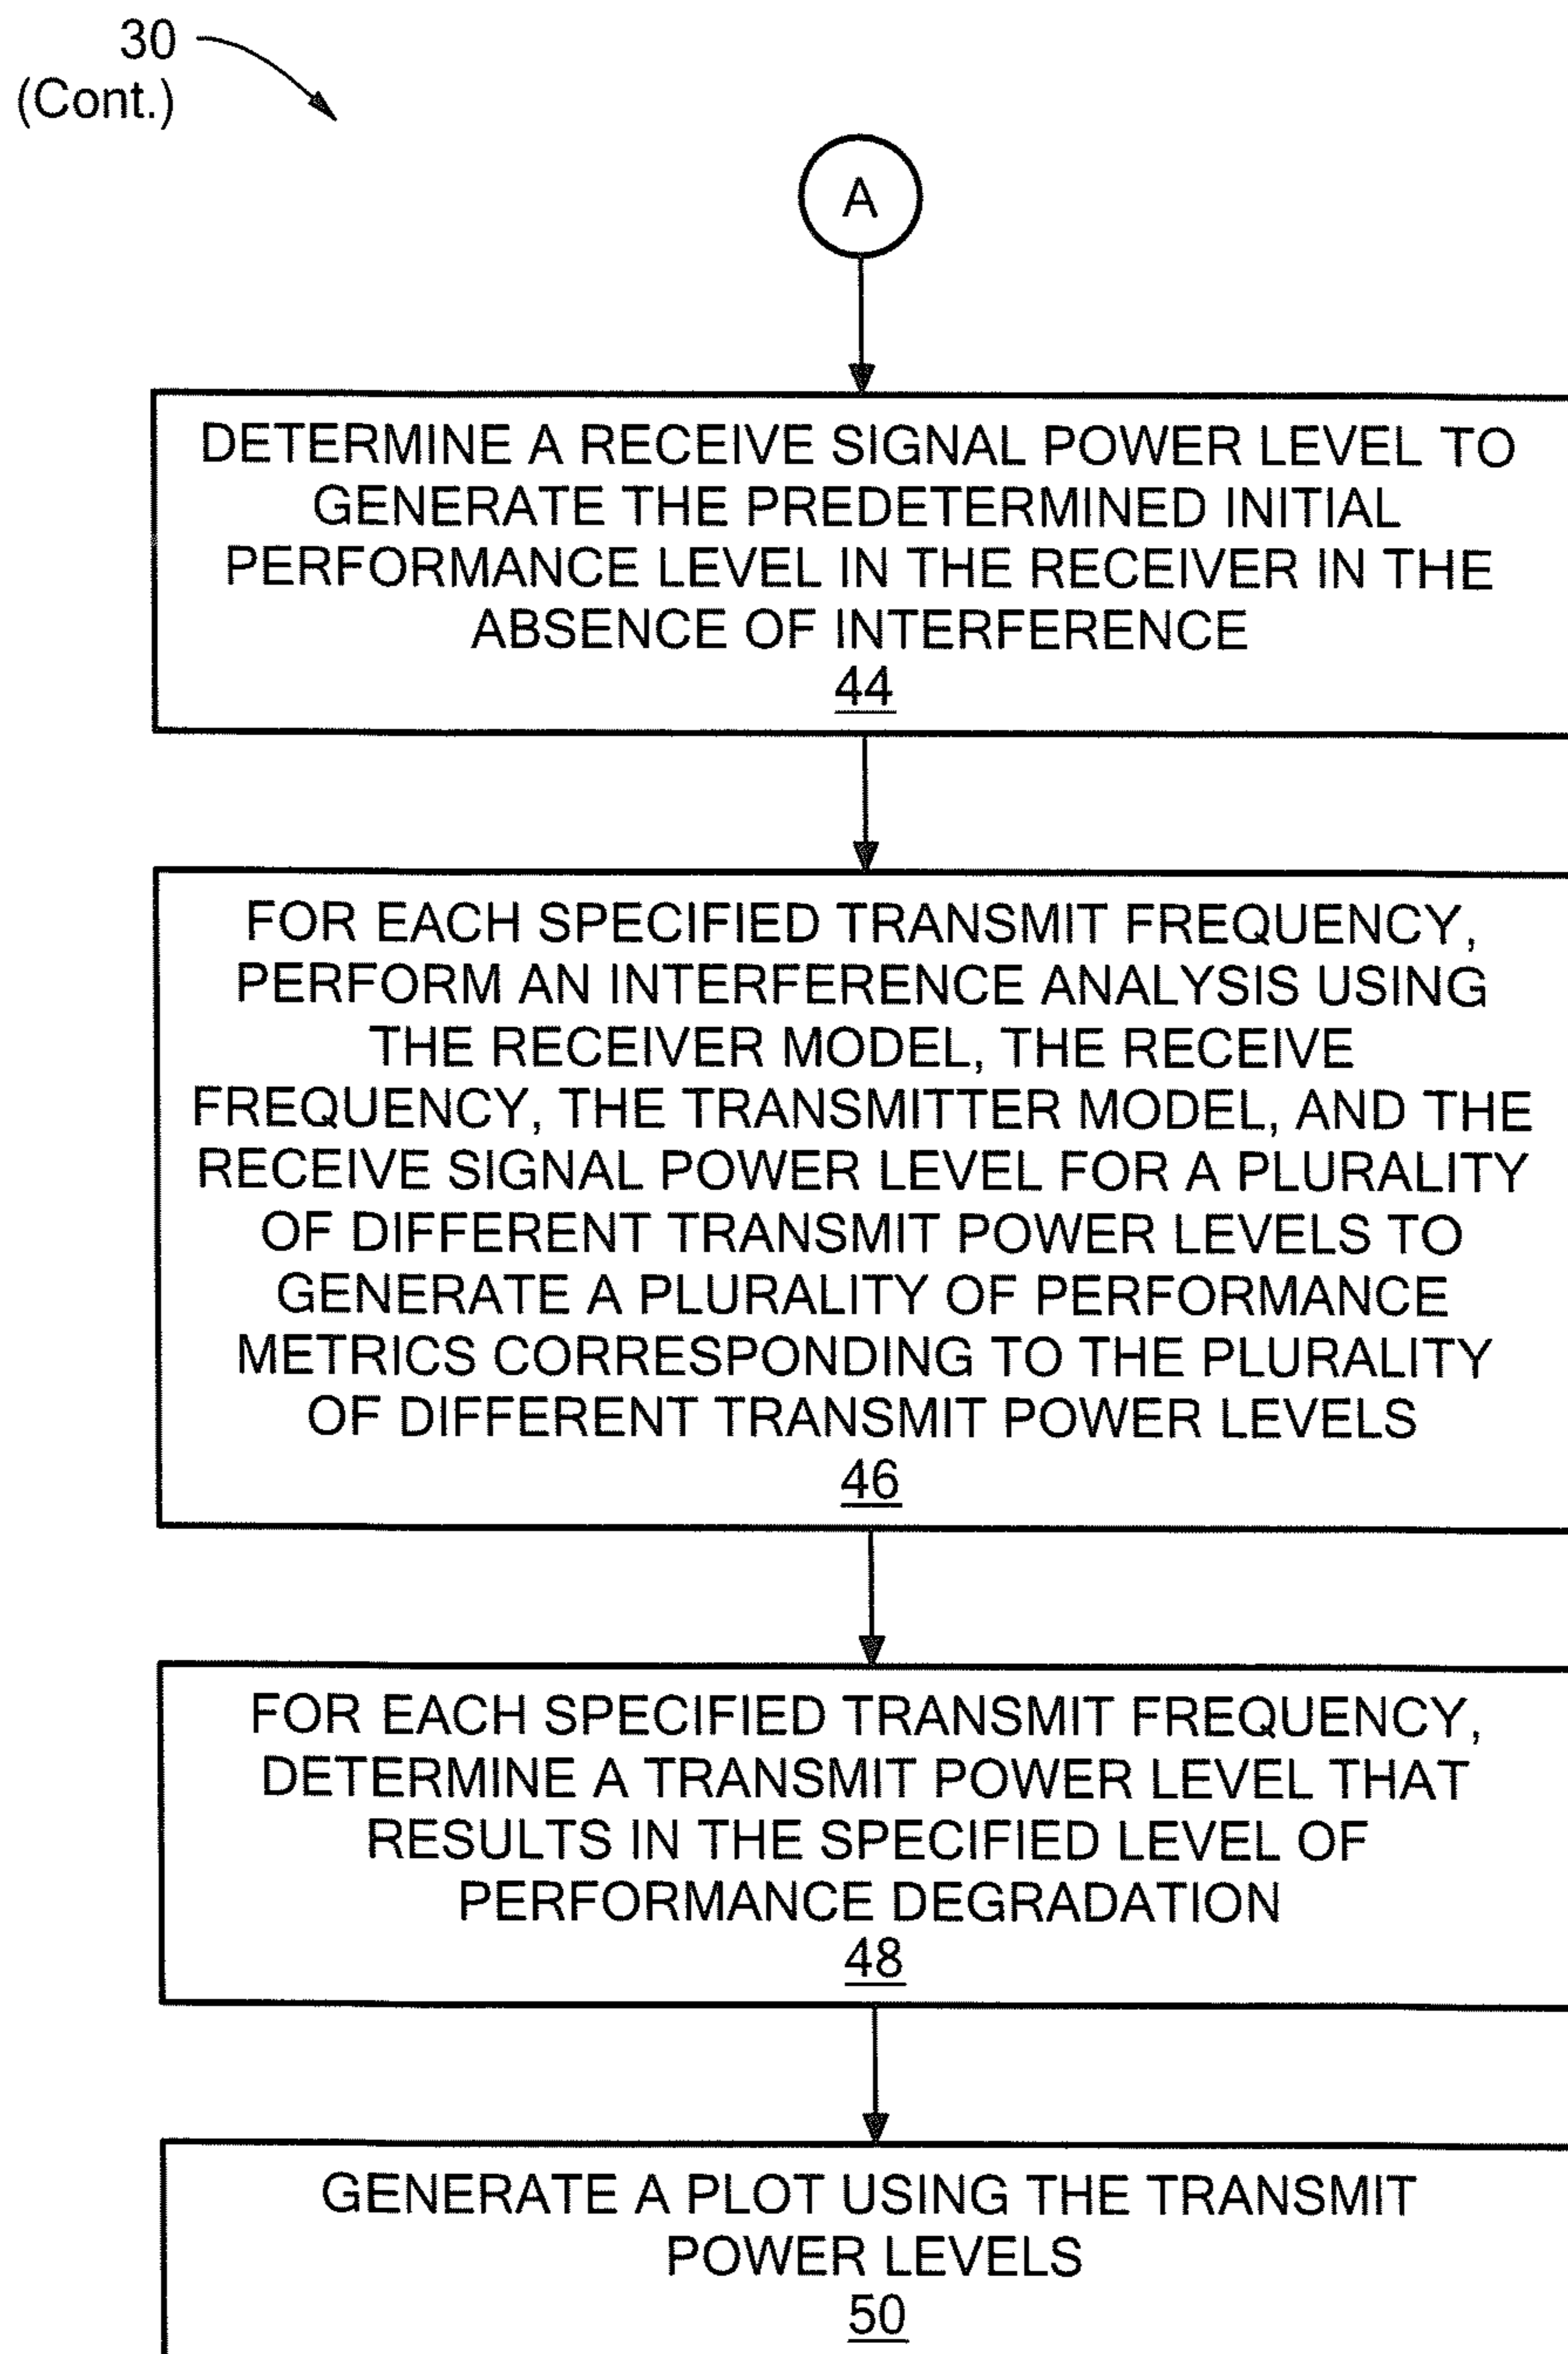 30
(Cont.)
A
DETERMINE A RECEIVE SIGNAL POWER LEVEL TO
GENERATE THE PREDETERMINED INITIAL
PERFORMANCE LEVEL IN THE RECEIVER IN THE
ABSENCE OF INTERFERENCE
44
FOR EACH SPECIFIED TRANSMIT FREQUENCY,
PERFORM AN INTERFERENCE ANALYSIS USING
THE RECEIVER MODEL, THE RECEIVE
FREQUENCY, THE TRANSMITTER MODEL, AND THE
RECEIVE SIGNAL POWER LEVEL FOR A PLURALITY
OF DIFFERENT TRANSMIT POWER LEVELS TO
GENERATE A PLURALITY OF PERFORMANCE
METRICS CORRESPONDING TO THE PLURALITY
OF DIFFERENT TRANSMIT POWER LEVELS
46
FOR EACH SPECIFIED TRANSMIT FREQUENCY,
DETERMINE A TRANSMIT POWER LEVEL THAT
RESULTS IN THE SPECIFIED LEVEL OF
PERFORMANCE DEGRADATION
48
GENERATE A PLOT USING THE TRANSMIT
POWER LEVELS
50